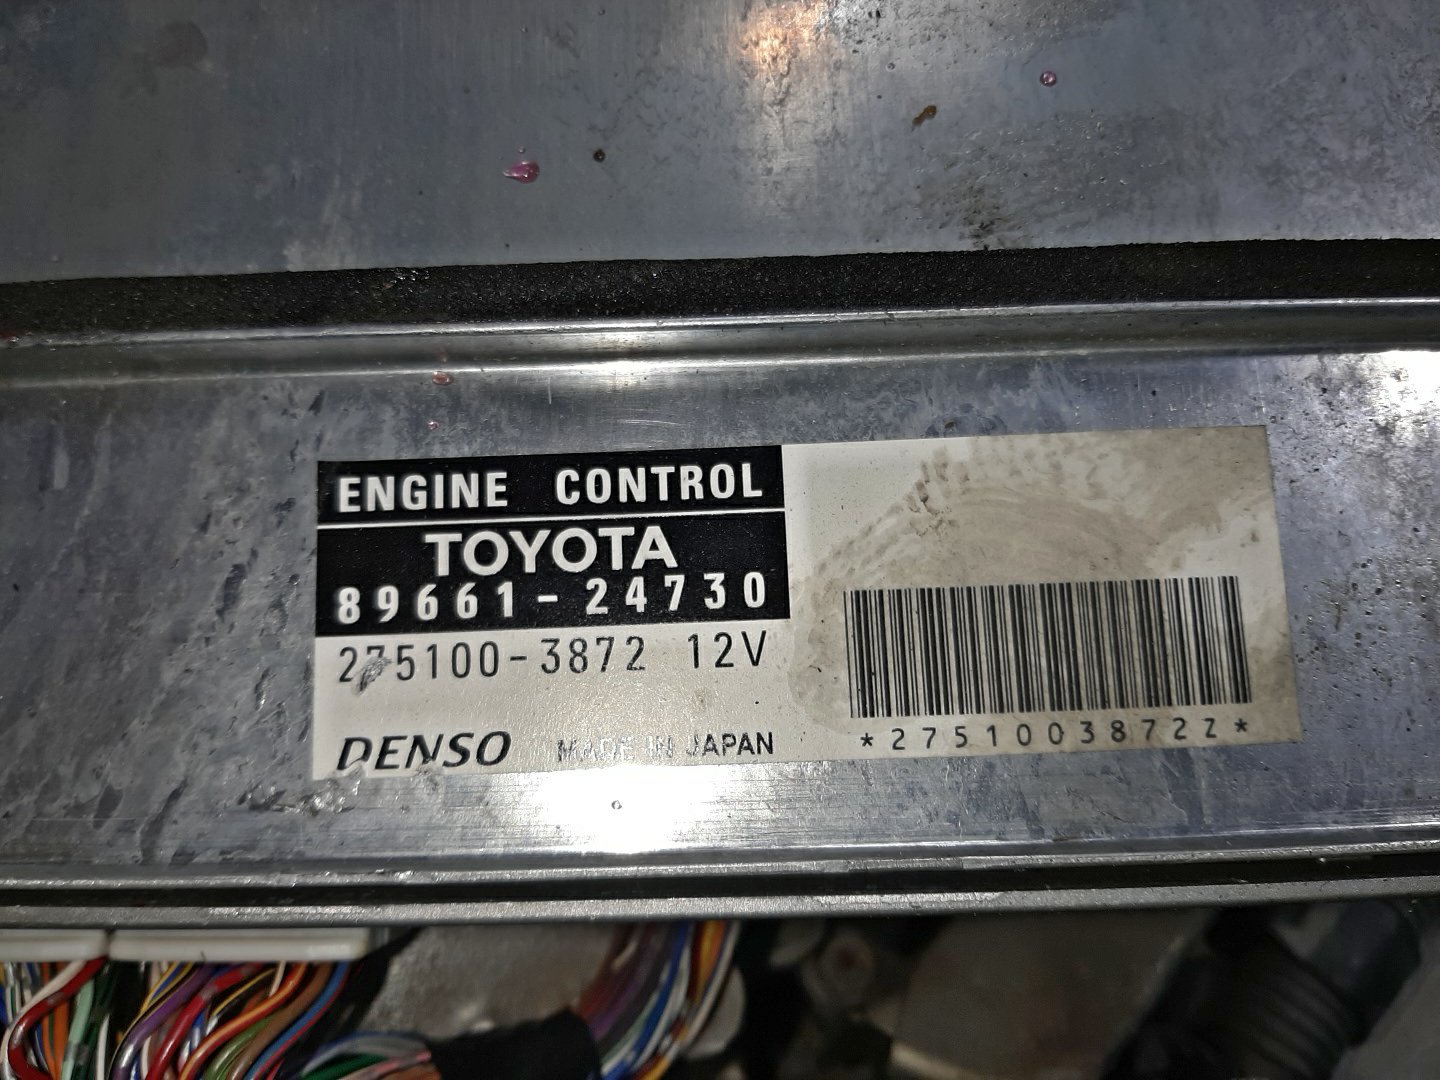 ENGINE CONTROL
TOYOTA
89661-24730
275100-3872 12V
DENSO MADE IN JAPAN
*2751003872Z*